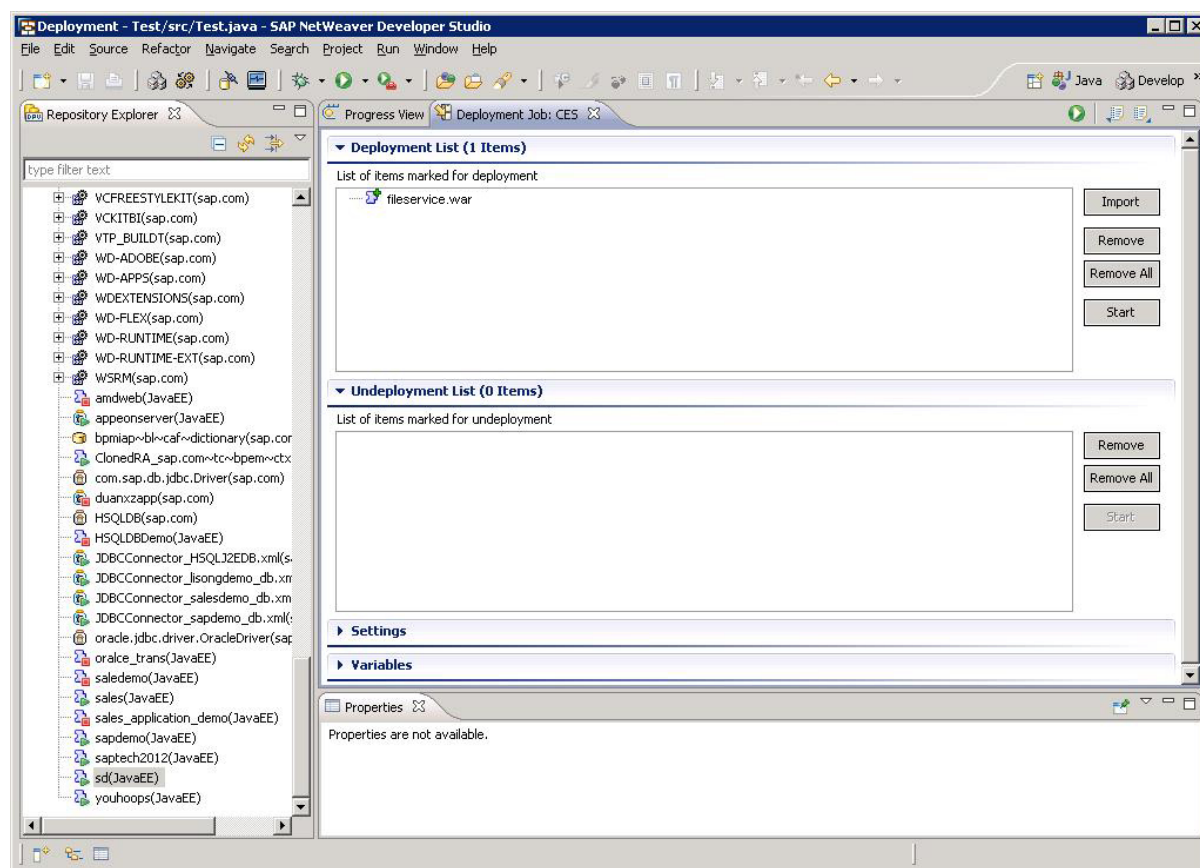 Deployment - Test/src/Test.java - SAP NetWeaver Developer Studio
File Edit Source Refactor Navigate Search Project Run Window Help
Java Develop
Repository Explorer
Progress View
Deployment Job: CE5
type filter text
VCFREESTYLEKIT(sap.com)
VCKITBI(sap.com)
VTP_BUILDT(sap.com)
WD-ADOBE(sap.com)
WD-APPS(sap.com)
WDEXTENSIONS(sap.com)
WD-FLEX(sap.com)
WD-RUNTIME(sap.com)
WD-RUNTIME-EXT(sap.com)
WSRM(sap.com)
amdweb(JavaEE)
appeonserver(JavaEE)
bpmiap~bl~caf~dictionary(sap.cor
ClonedRA_sap.com~tc~bpem~ctx
com.sap.db.jdbc.Driver(sap.com)
duanxzapp(sap.com)
HSQLDB(sap.com)
HSQLDBDemo(JavaEE)
JDBCConnector_HSQLJ2EDB.xml(s
JDBCConnector_lisongdemo_db.xm
JDBCConnector_salesdemo_db.xm
JDBCConnector_sapdemo_db.xml(
oracle.jdbc.driver.OracleDriver(sap
oralce_trans(JavaEE)
saledemo(JavaEE)
sales(JavaEE)
sales_application_demo(JavaEE)
sapdemo(JavaEE)
saptech2012(JavaEE)
sd(JavaEE)
youhoops(JavaEE)
Deployment List (1 Items)
List of items marked for deployment
fileservice.war
Import
Remove
Remove All
Start
Undeployment List (0 Items)
List of items marked for undeployment
Remove
Remove All
Start
Settings
Variables
Properties
Properties are not available.